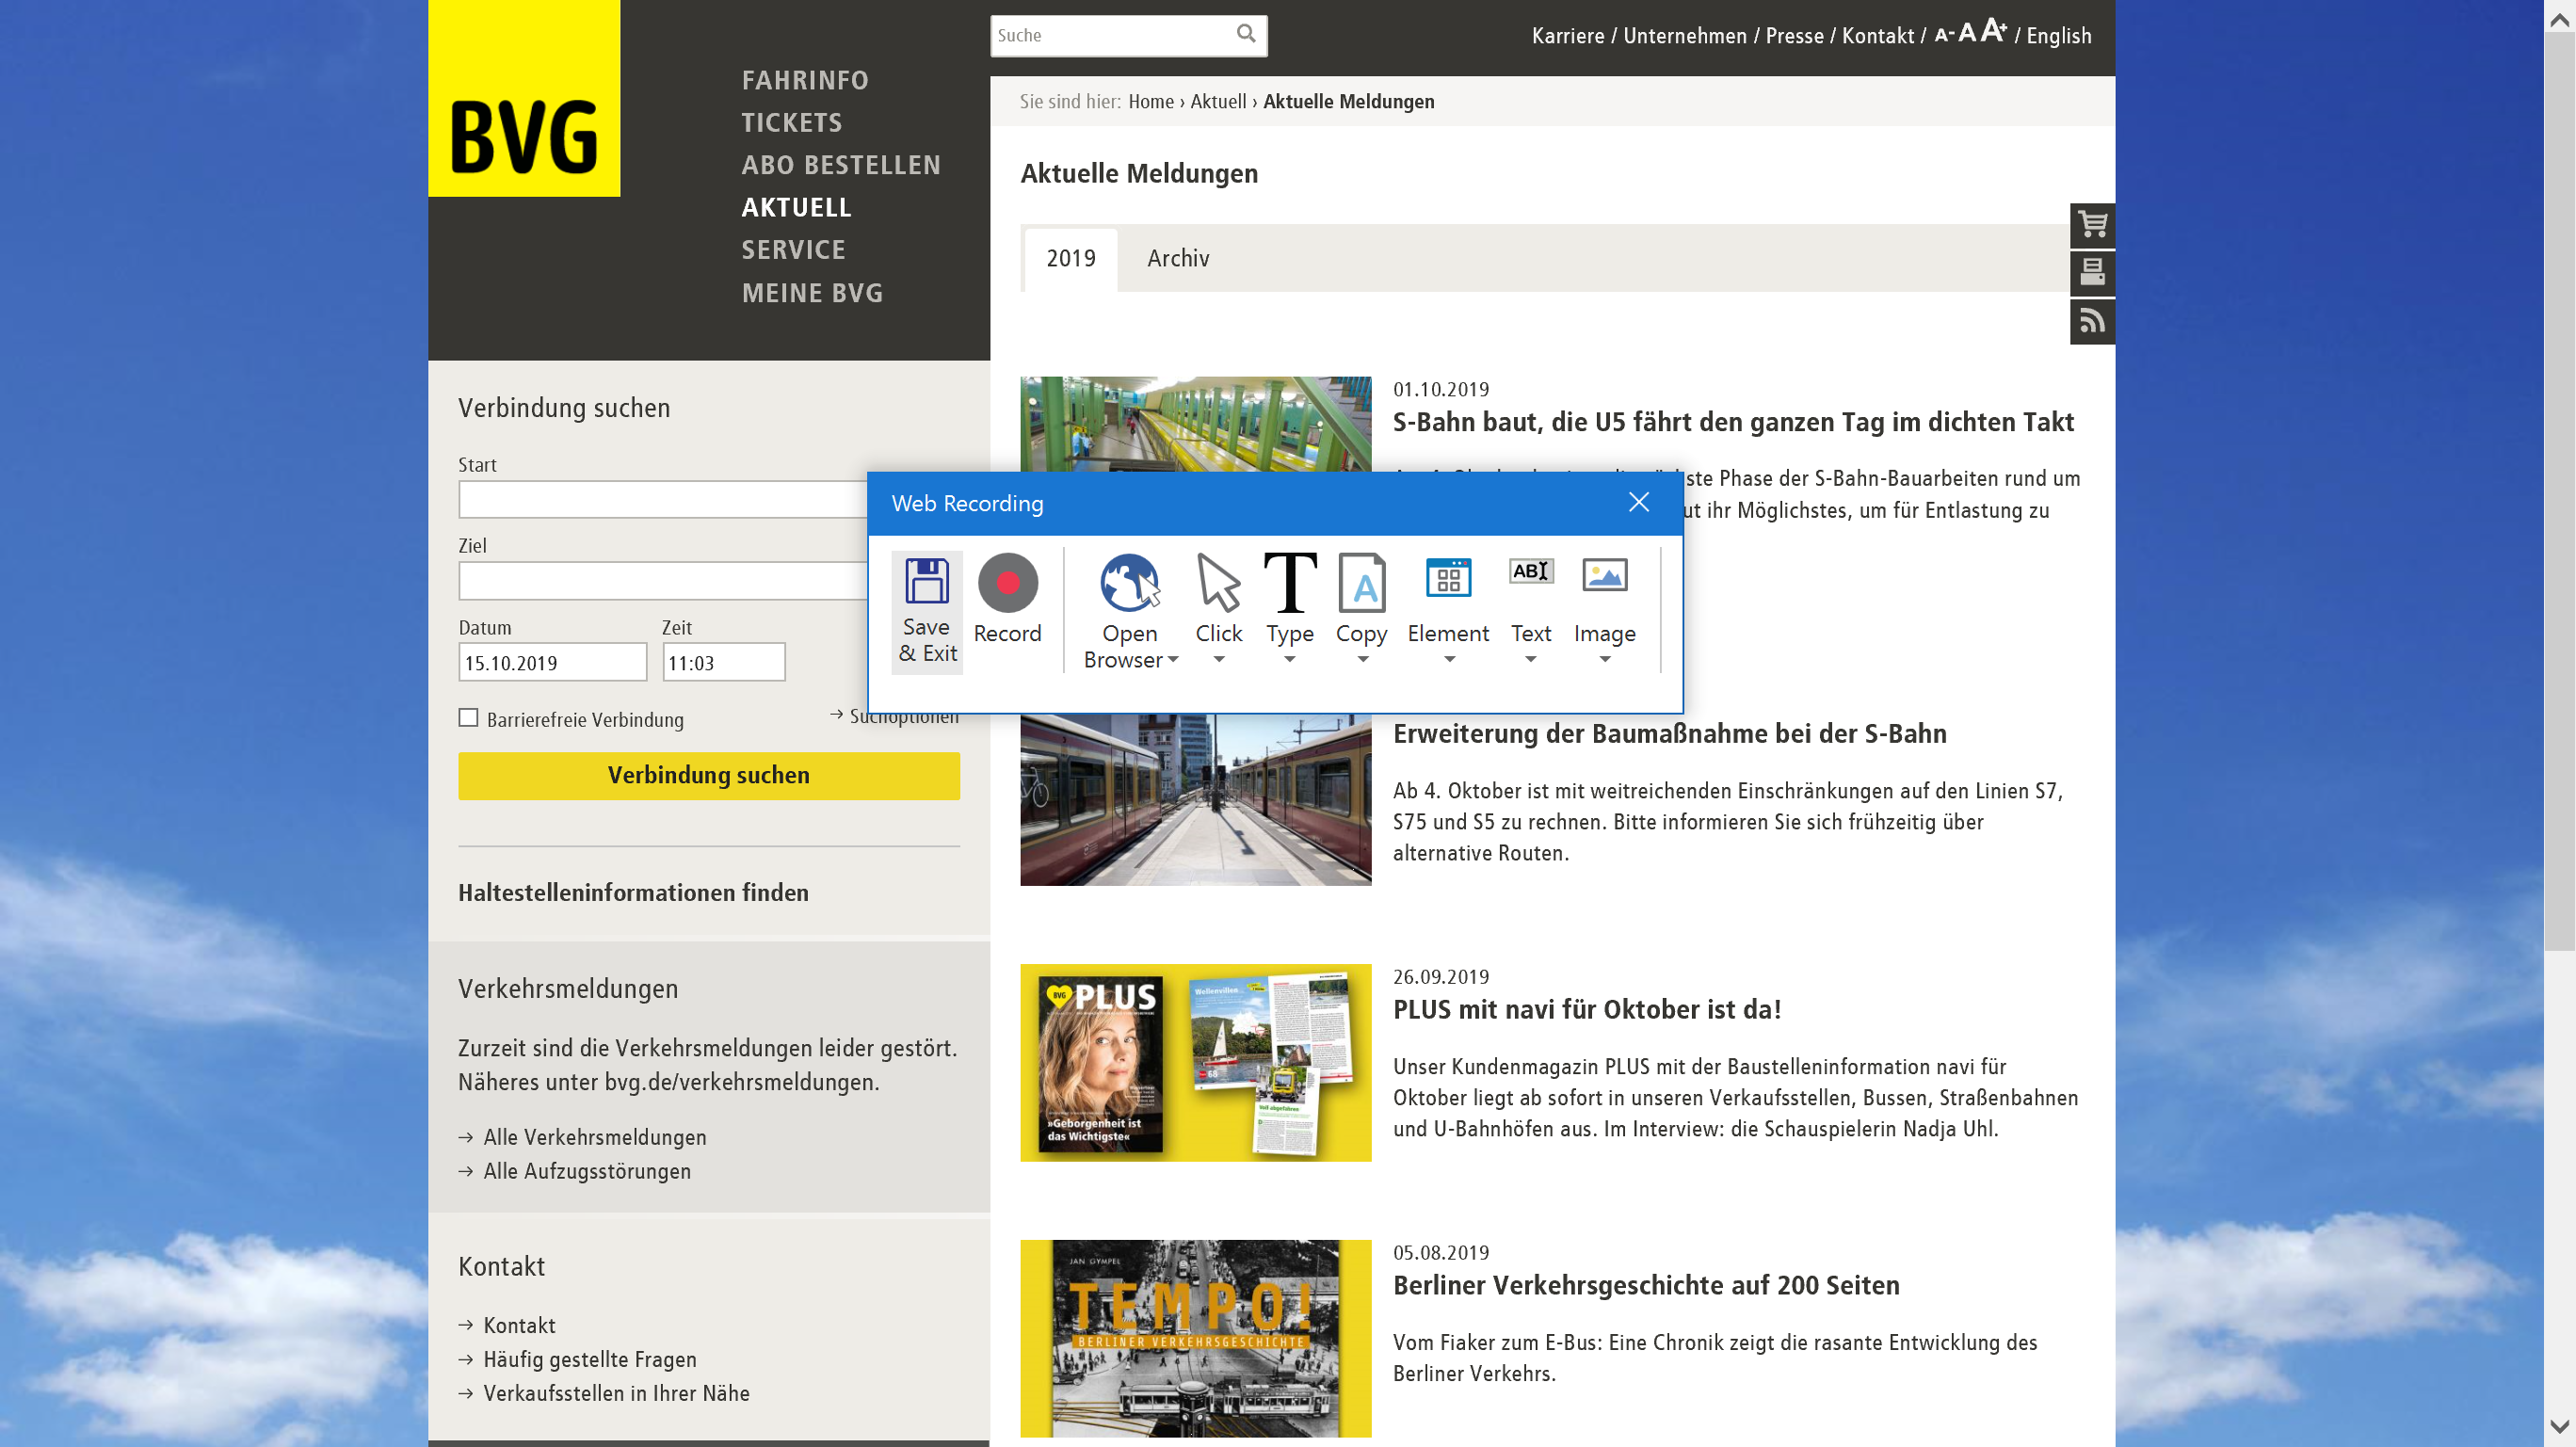 BVG
FAHRINFO
TICKETS
ABO BESTELLEN
AKTUELL
SERVICE
MEINE BVG
Suche
Karriere / Unternehmen / Presse / Kontakt / A- A A+ / English
Sie sind hier: Home › Aktuell › Aktuelle Meldungen
Aktuelle Meldungen
2019 Archiv
Verbindung suchen
Start
Ziel
Datum Zeit
15.10.2019 11:03
Barrierefreie Verbindung
Suchoptionen
Verbindung suchen
Haltestelleninformationen finden
Verkehrsmeldungen
Zurzeit sind die Verkehrsmeldungen leider gestört.
Näheres unter bvg.de/verkehrsmeldungen.
Alle Verkehrsmeldungen
Alle Aufzugsstörungen
Kontakt
Kontakt
Häufig gestellte Fragen
Verkaufsstellen in Ihrer Nähe
01.10.2019
S-Bahn baut, die U5 fährt den ganzen Tag im dichten Takt
Phase der S-Bahn-Bauarbeiten rund um
ihr Möglichstes, um für Entlastung zu
Web Recording
Save
& Exit
Record
Open
Browser
Click
Type
Copy
Element
Text
Image
A
ABI
Erweiterung der Baumaßnahme bei der S-Bahn
Ab 4. Oktober ist mit weitreichenden Einschränkungen auf den Linien S7,
S75 und S5 zu rechnen. Bitte informieren Sie sich frühzeitig über
alternative Routen.
BVG PLUS
»Geborgenheit ist
das Wichtigste«
Wellenvillen
26.09.2019
PLUS mit navi für Oktober ist da!
Unser Kundenmagazin PLUS mit der Baustelleninformation navi für
Oktober liegt ab sofort in unseren Verkaufsstellen, Bussen, Straßenbahnen
und U-Bahnhöfen aus. Im Interview: die Schauspielerin Nadja Uhl.
JAN GYMPEL
TEMPO!
BERLINER VERKEHRSGESCHICHTE
05.08.2019
Berliner Verkehrsgeschichte auf 200 Seiten
Vom Fiaker zum E-Bus: Eine Chronik zeigt die rasante Entwicklung des
Berliner Verkehrs.